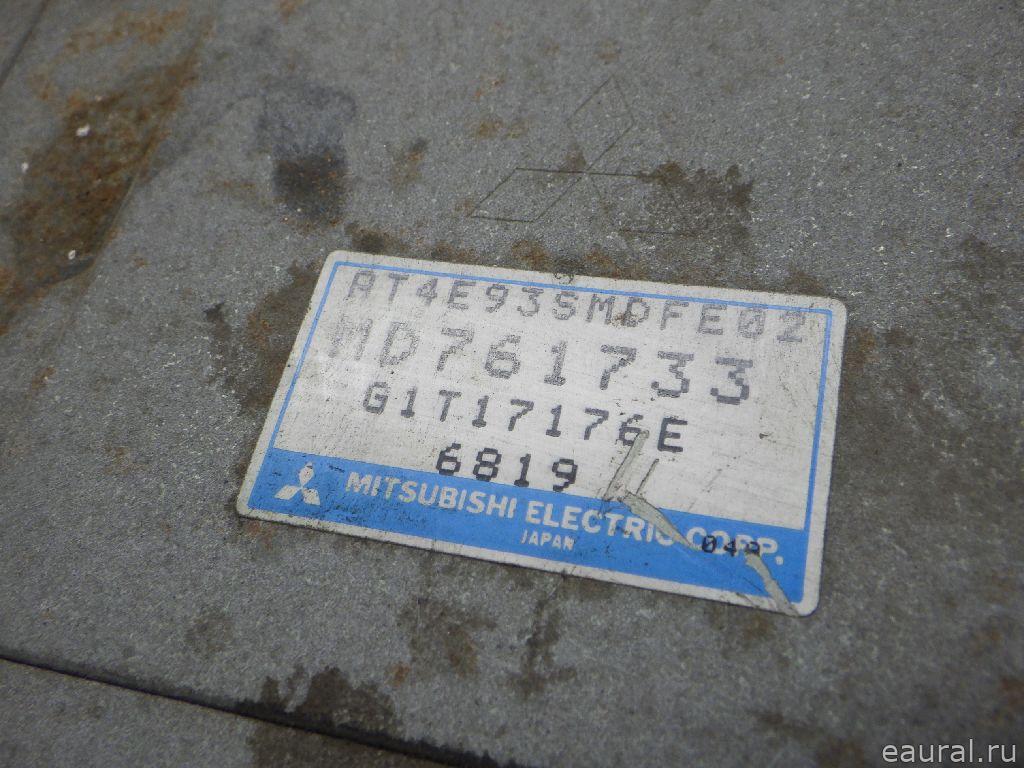 AT4E93SMDFE02
MD761733
G1T17176E
6819
MITSUBISHI ELECTRIC CORP.
JAPAN
eaural.ru